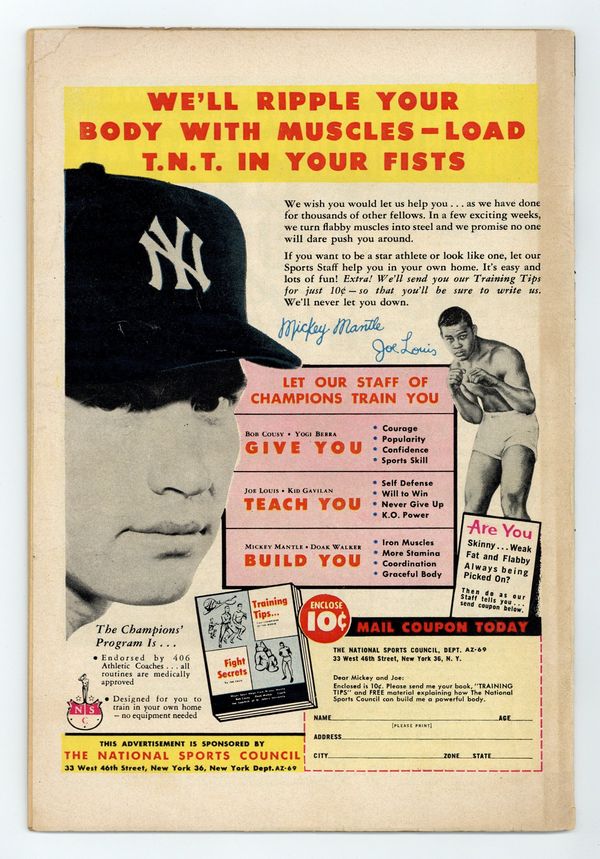 WE'LL RIPPLE YOUR
BODY WITH MUSCLES—LOAD
T.N.T. IN YOUR FISTS
NY
We wish you would let us help you . . . as we have done
for thousands of other fellows. In a few exciting weeks,
we turn flabby muscles into steel and we promise no one
will dare push you around.
If you want to be a star athlete or look like one, let our
Sports Staff help you in your own home. It's easy and
lots of fun! Extra! We'll send you our Training Tips
for just 10¢ — so that you'll be sure to write us.
We'll never let you down.
Mickey Mantle
Joe Louis
LET OUR STAFF OF
CHAMPIONS TRAIN YOU
BOB COUSY • YOGI BERRA
GIVE YOU
• Courage
• Popularity
• Confidence
• Sports Skill
JOE LOUIS • KID GAVILAN
TEACH YOU
• Self Defense
• Will to Win
• Never Give Up
• K.O. Power
MICKEY MANTLE • DOAK WALKER
BUILD YOU
• Iron Muscles
• More Stamina
• Coordination
• Graceful Body
Are You
Skinny...Weak
Fat and Flabby
Always being
Picked On?
Then do as our
Staff tells you...
send coupon below.
The Champions'
Program Is . . .
• Endorsed by 406
Athletic Coaches . . . all
routines are medically
approved
• Designed for you to
train in your own home
— no equipment needed
N S C
Training
Tips...
Fight
Secrets
ENCLOSE
10¢
MAIL COUPON TODAY
THE NATIONAL SPORTS COUNCIL, DEPT. AZ-69
33 West 46th Street, New York 36, N. Y.
Dear Mickey and Joe:
Enclosed is 10¢. Please send me your book, "TRAINING
TIPS" and FREE material explaining how The National
Sports Council can build me a powerful body.
NAME AGE
(PLEASE PRINT)
ADDRESS
CITY ZONE STATE
THIS ADVERTISEMENT IS SPONSORED BY
THE NATIONAL SPORTS COUNCIL
33 West 46th Street, New York 36, New York Dept. AZ-69